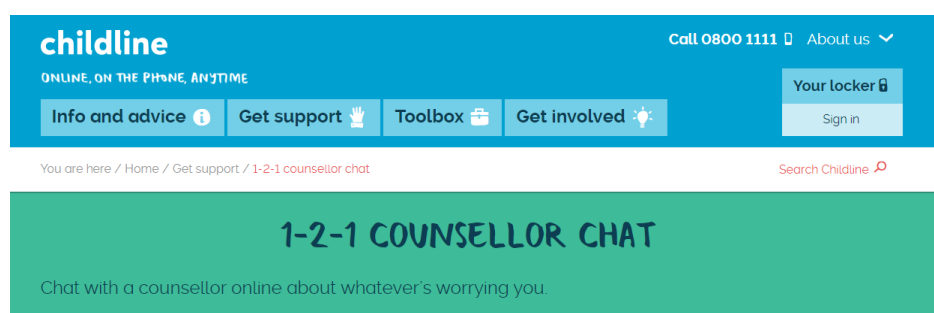 childline
Call 0800 1111 About us
ONLINE, ON THE PHONE, ANYTIME
Your locker
Info and advice Get support Toolbox Get involved
Sign in
You are here / Home / Get support / 1-2-1 counsellor chat
Search Childline
1-2-1 COUNSELLOR CHAT
Chat with a counsellor online about whatever's worrying you.